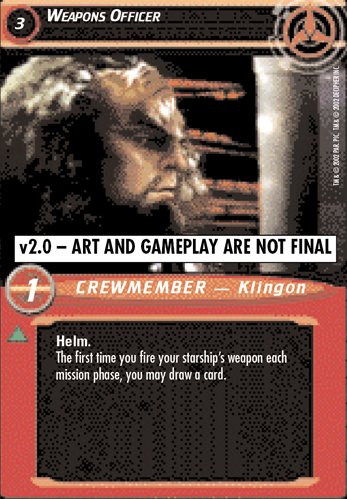 3
WEAPONS OFFICER
TM & © 2002 PAR. PIC. TM & © 2002 DECIPHER INC.
v2.0 – ART AND GAMEPLAY ARE NOT FINAL
1
CREWMEMBER — Klingon
Helm.
The first time you fire your starship's weapon each
mission phase, you may draw a card.